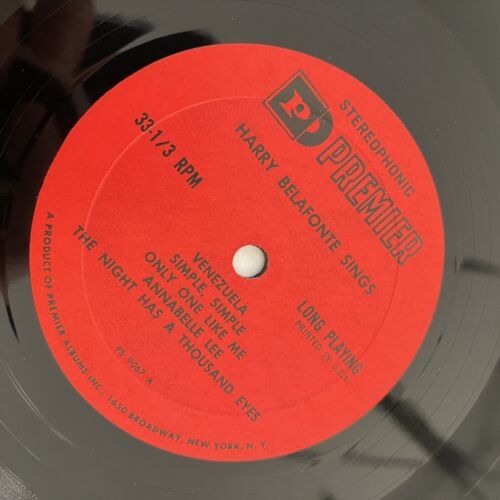 STEREOPHONIC
PREMIER
HARRY BELAFONTE SINGS
33-1/3 RPM
LONG PLAYING
PRINTED IN U.S.A.
VENEZUELA
SIMPLE, SIMPLE
ONLY ONE LIKE ME
ANNABELLE LEE
THE NIGHT HAS A THOUSAND EYES
PS 9067 A
A PRODUCT OF PREMIER ALBUMS INC., 1650 BROADWAY, NEW YORK, N. Y.